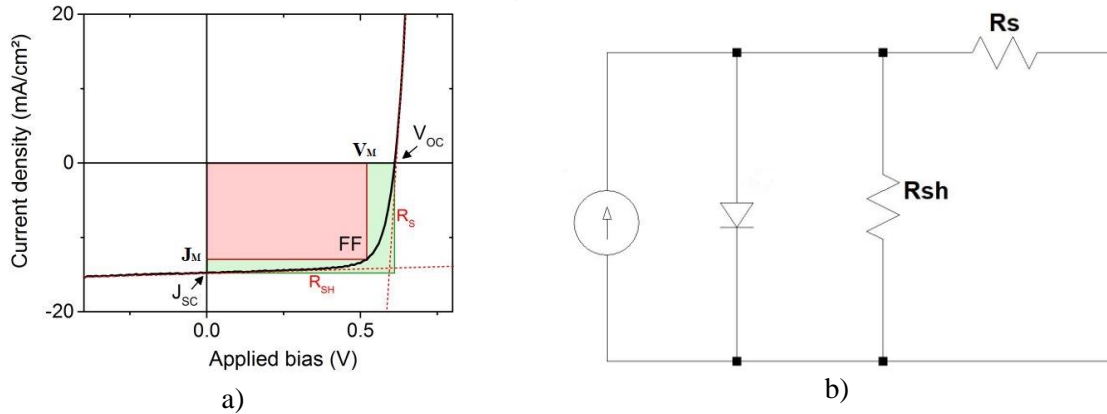 20
0
-20
Current density (mA/cm²)
0.0
0.5
Applied bias (V)
V_M
V_OC
J_M
FF
R_S
R_SH
J_SC
a)
Rs
Rsh
b)